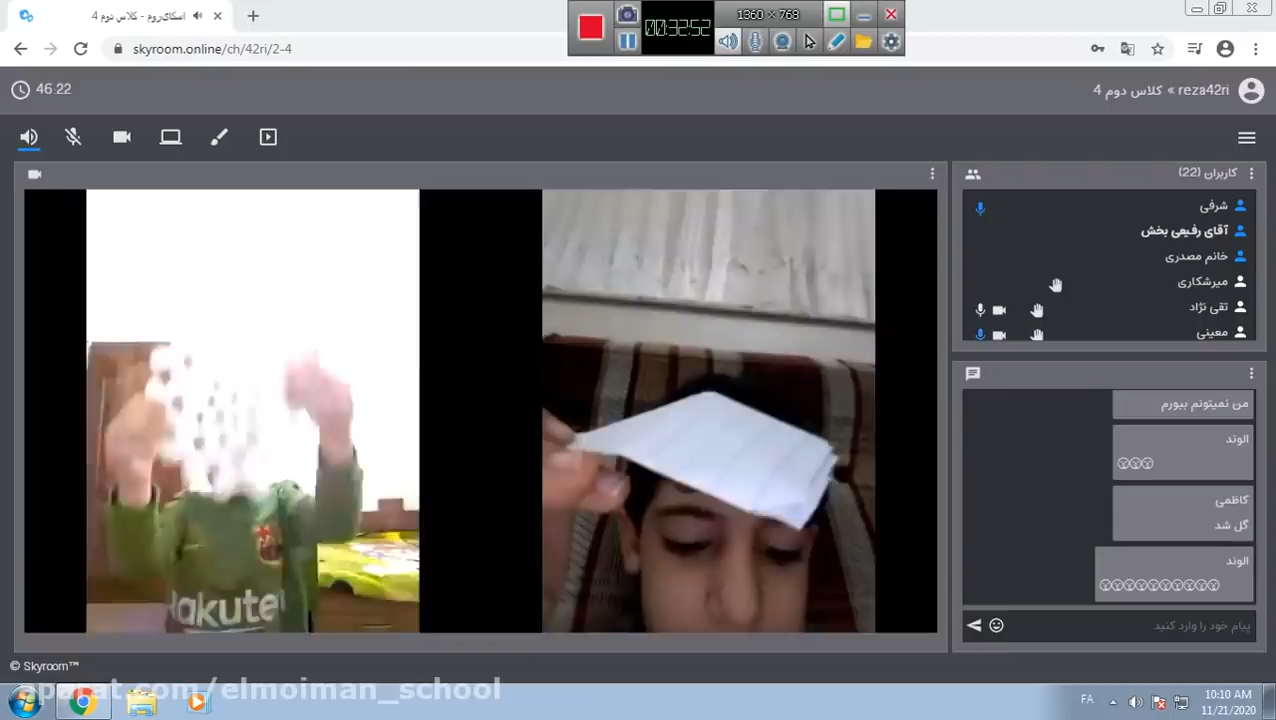 اسکای‌روم - کلاس دوم 4
00:32:52
1360 × 768
skyroom.online/ch/42ri/2-4
46:22
reza42ri » کلاس دوم 4
کاربران (22)
شرفی
آقای رفیعی بخش
خانم مصدری
میرشکاری
تقی نژاد
معینی
من نمیتونم ببورم
الوند
کاظمی
گل شد
الوند
پیام خود را وارد کنید
Rakuten
© Skyroom™
aparat.com/elmoiman_school
FA
10:10 AM
11/21/2020